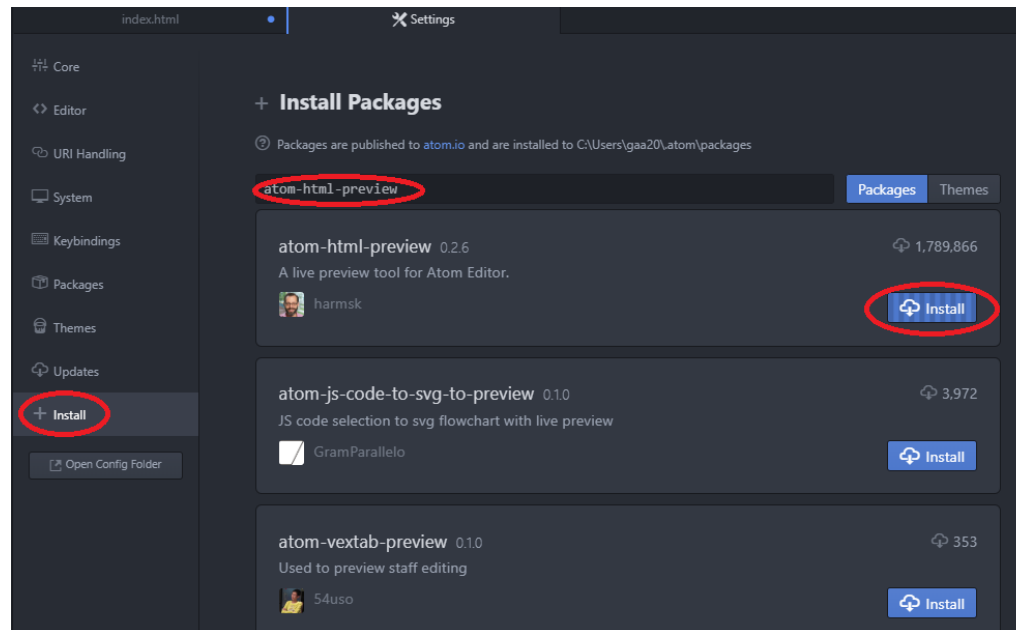 index.html
Settings
Core
Editor
URI Handling
System
Keybindings
Packages
Themes
Updates
Install
Open Config Folder
+ Install Packages
Packages are published to atom.io and are installed to C:\Users\gaa20\.atom\packages
atom-html-preview
Packages Themes
atom-html-preview 0.2.6 1,789,866
A live preview tool for Atom Editor.
harmsk Install
atom-js-code-to-svg-to-preview 0.1.0 3,972
JS code selection to svg flowchart with live preview
GramParallelo Install
atom-vextab-preview 0.1.0 353
Used to preview staff editing
54uso Install